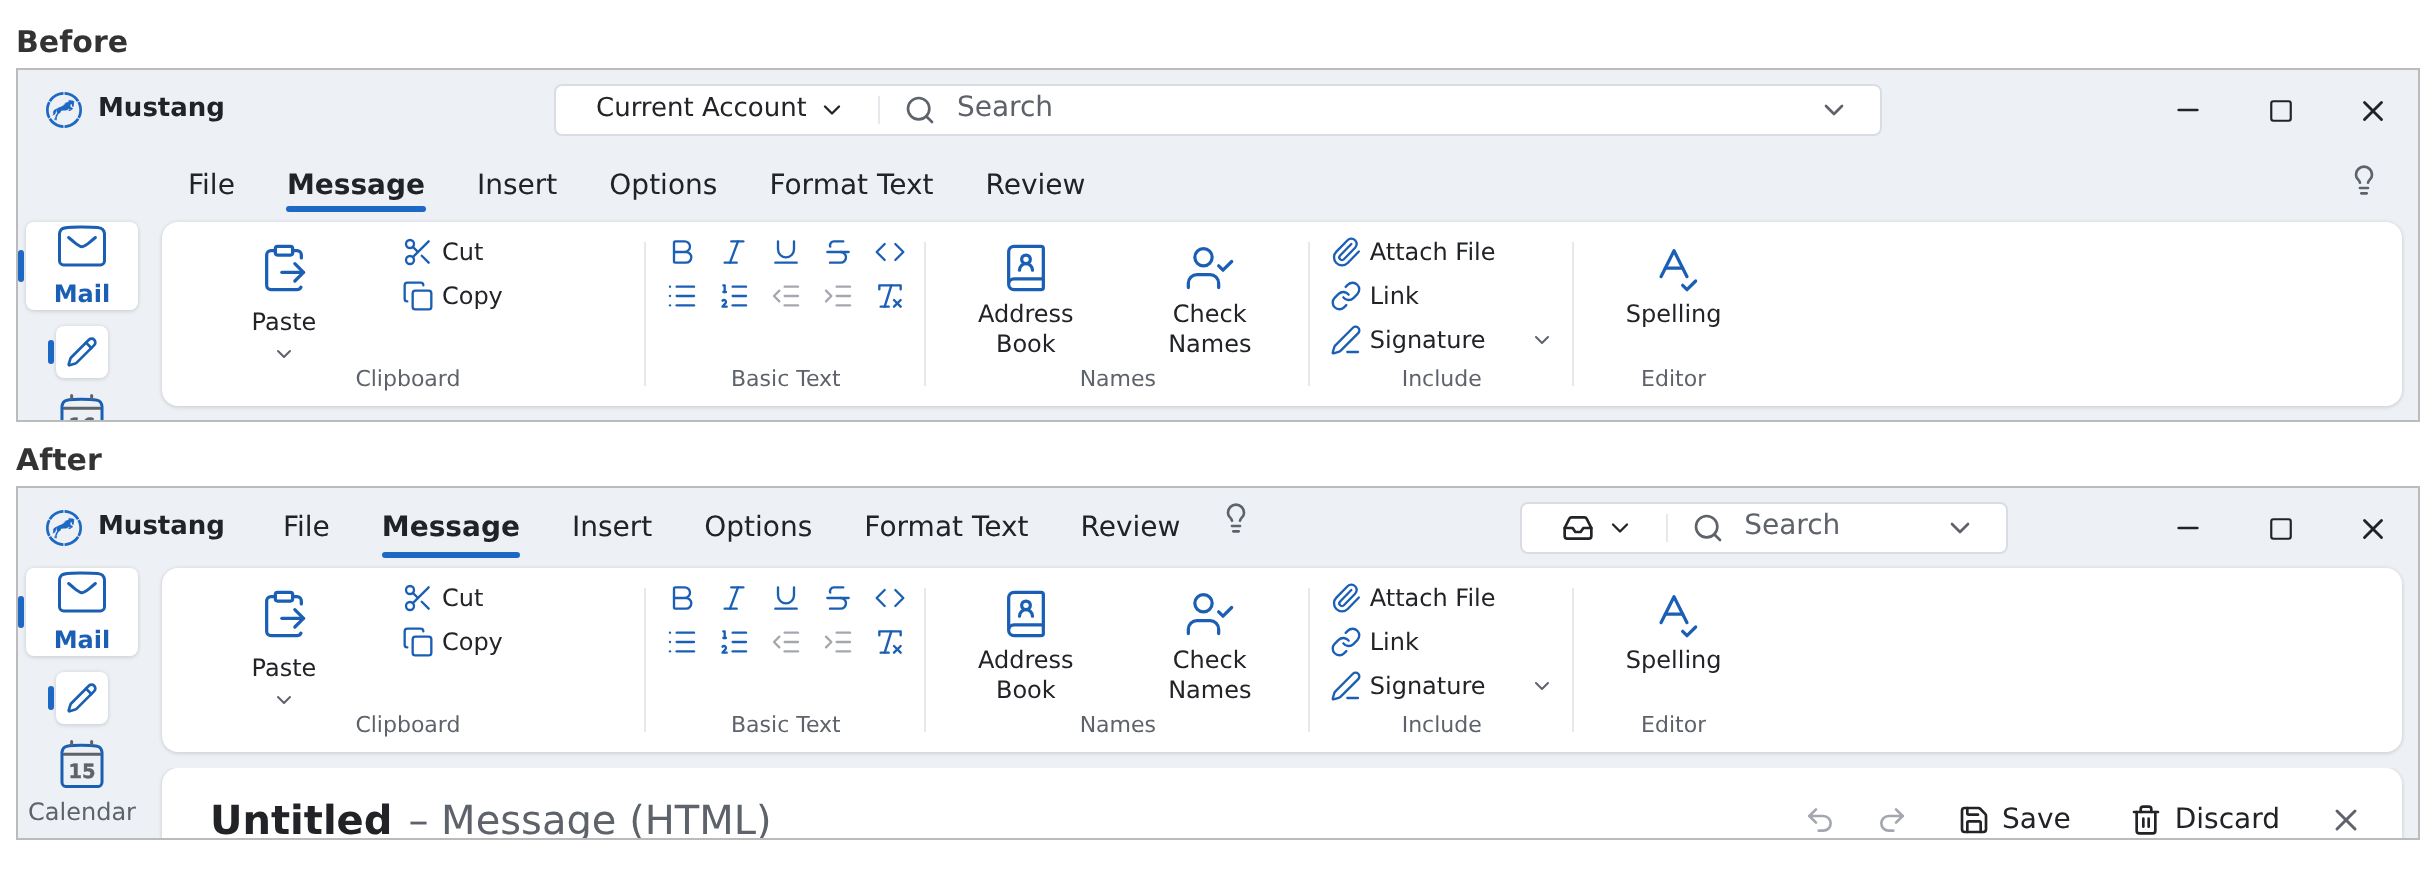 Before
Mustang
Current Account
Search
File Message Insert Options Format Text Review
Mail
Paste
Cut
Copy
Clipboard
Basic Text
Address
Book
Check
Names
Names
Attach File
Link
Signature
Include
Spelling
Editor
After
Mustang File Message Insert Options Format Text Review
Search
Mail
15
Calendar
Paste
Cut
Copy
Clipboard
Basic Text
Address
Book
Check
Names
Names
Attach File
Link
Signature
Include
Spelling
Editor
Untitled – Message (HTML)
Save Discard